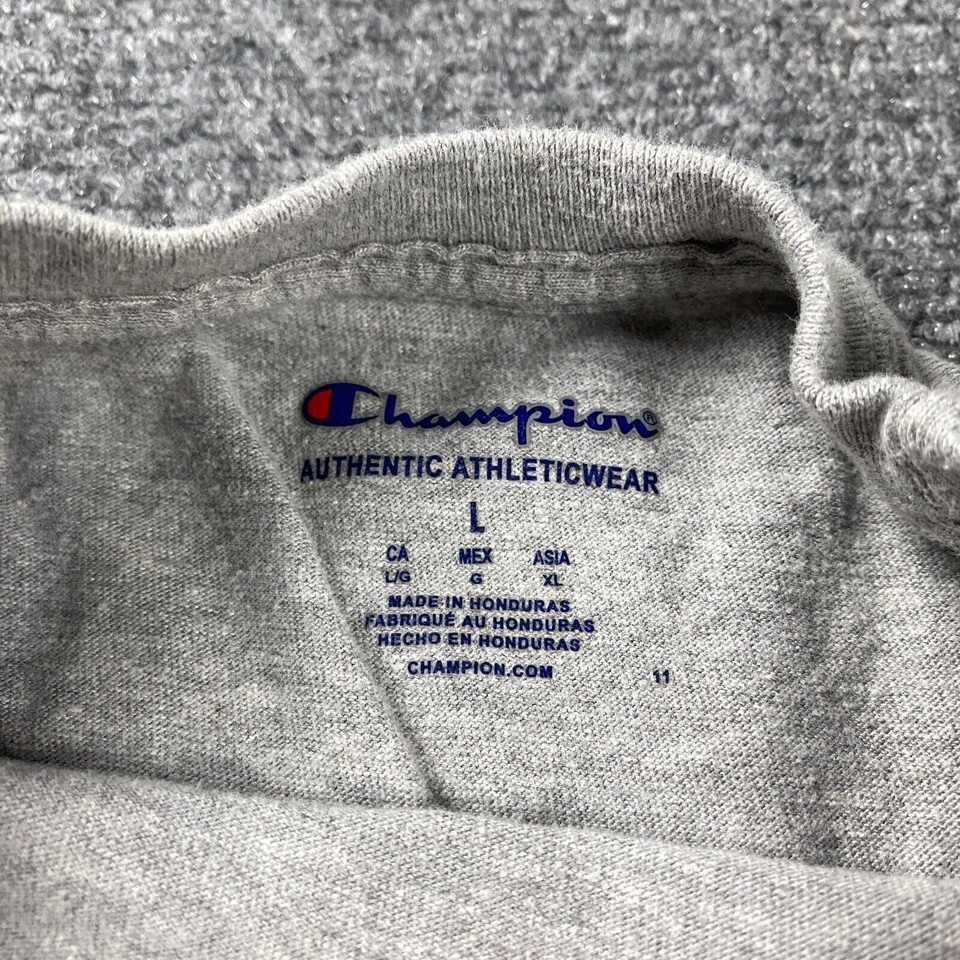 Champion®
AUTHENTIC ATHLETICWEAR
L
CA MEX ASIA
L/G G XL
MADE IN HONDURAS
FABRIQUÉ AU HONDURAS
HECHO EN HONDURAS
CHAMPION.COM 11